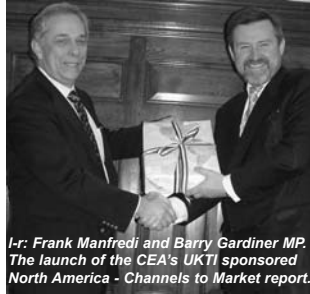 l-r: Frank Manfredi and Barry Gardiner MP.
The launch of the CEA's UKTI sponsored
North America - Channels to Market report.